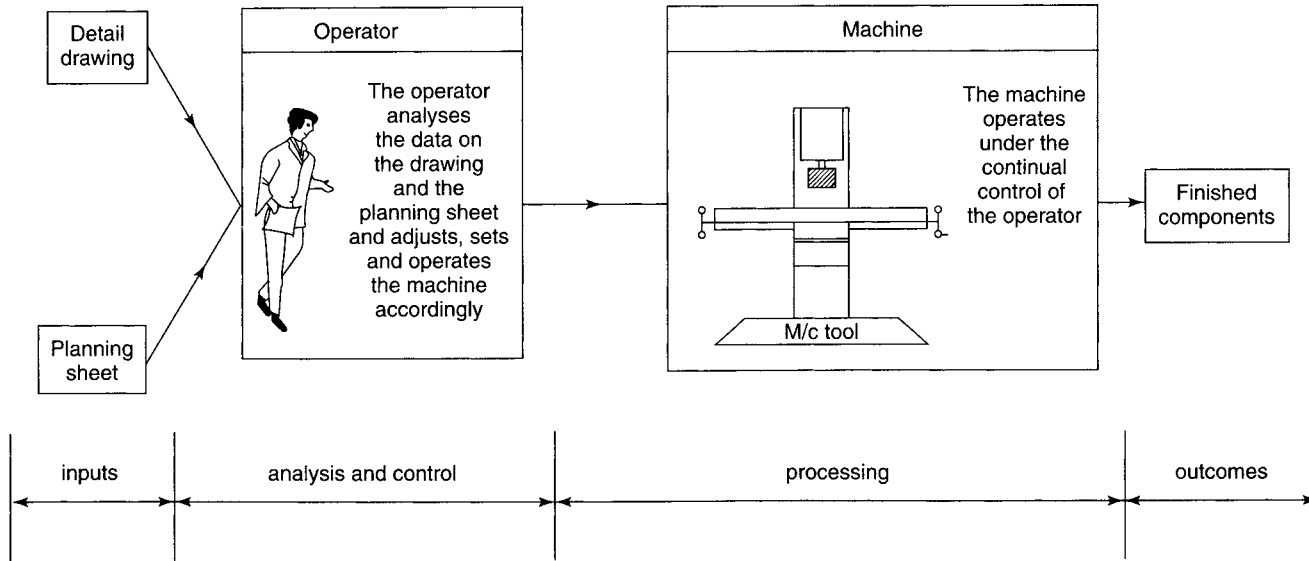 Detail
drawing
Planning
sheet
Operator
The operator
analyses
the data on
the drawing
and the
planning sheet
and adjusts, sets
and operates
the machine
accordingly
Machine
The machine
operates
under the
continual
control of
the operator
M/c tool
Finished
components
inputs
analysis and control
processing
outcomes